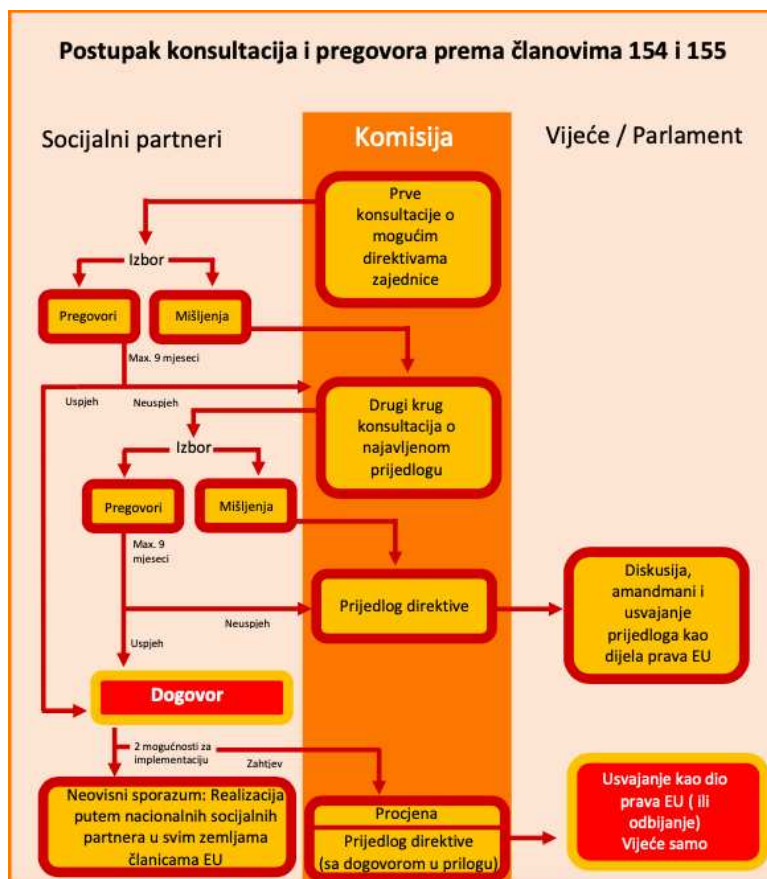 Postupak konsultacija i pregovora prema članovima 154 i 155
Socijalni partneri
Komisija
Vijeće / Parlament
Prve
konsultacije o
mogućim
direktivama
zajednice
Izbor
Pregovori
Mišljenja
Max. 9 mjeseci
Uspjeh
Neuspjeh
Drugi krug
konsultacija o
najavljenom
prijedlogu
Izbor
Pregovori
Mišljenja
Max. 9
mjeseci
Prijedlog direktive
Diskusija,
amandmani i
usvajanje
prijedloga kao
dijela prava EU
Neuspjeh
Uspjeh
Dogovor
2 mogućnosti za
implementaciju
Zahtjev
Neovisni sporazum: Realizacija
putem nacionalnih socijalnih
partnera u svim zemljama
članicama EU
Procjena
Prijedlog direktive
(sa dogovorom u prilogu)
Usvajanje kao dio
prava EU ( ili
odbijanje)
Vijeće samo